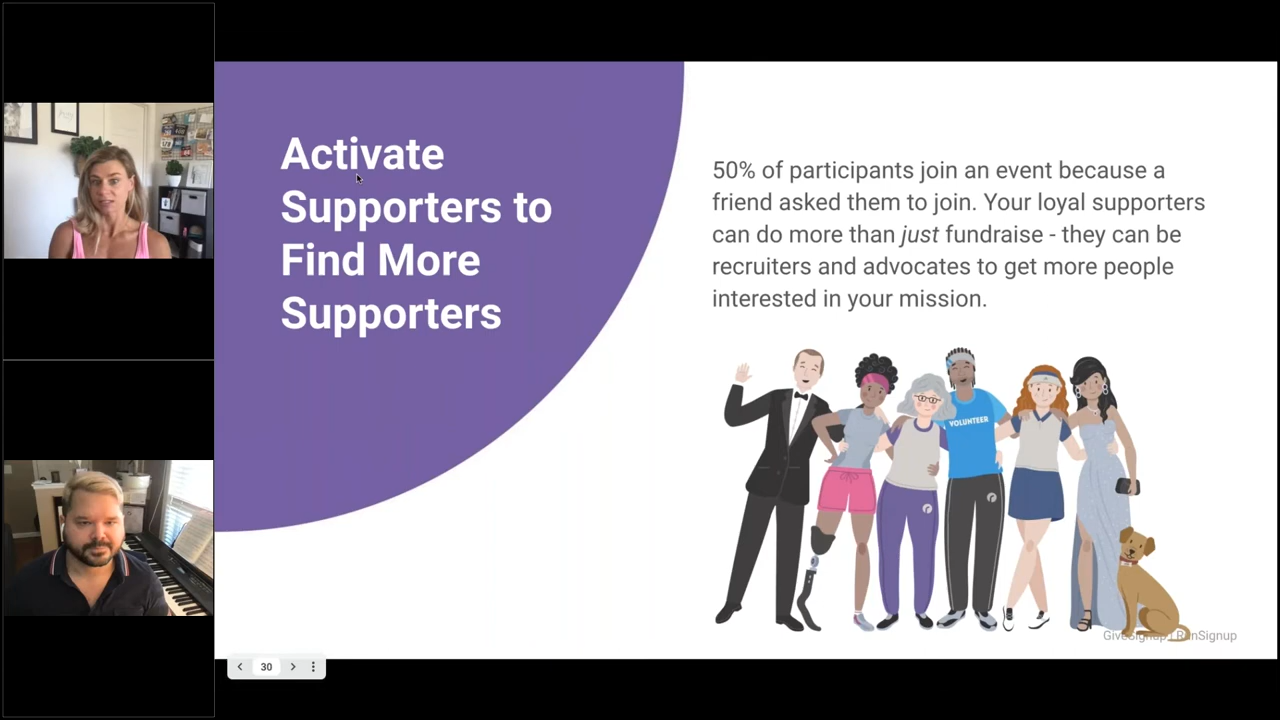 Activate
Supporters to
Find More
Supporters
50% of participants join an event because a
friend asked them to join. Your loyal supporters
can do more than just fundraise - they can be
recruiters and advocates to get more people
interested in your mission.
VOLUNTEER
GiveSignup | RunSignup
30